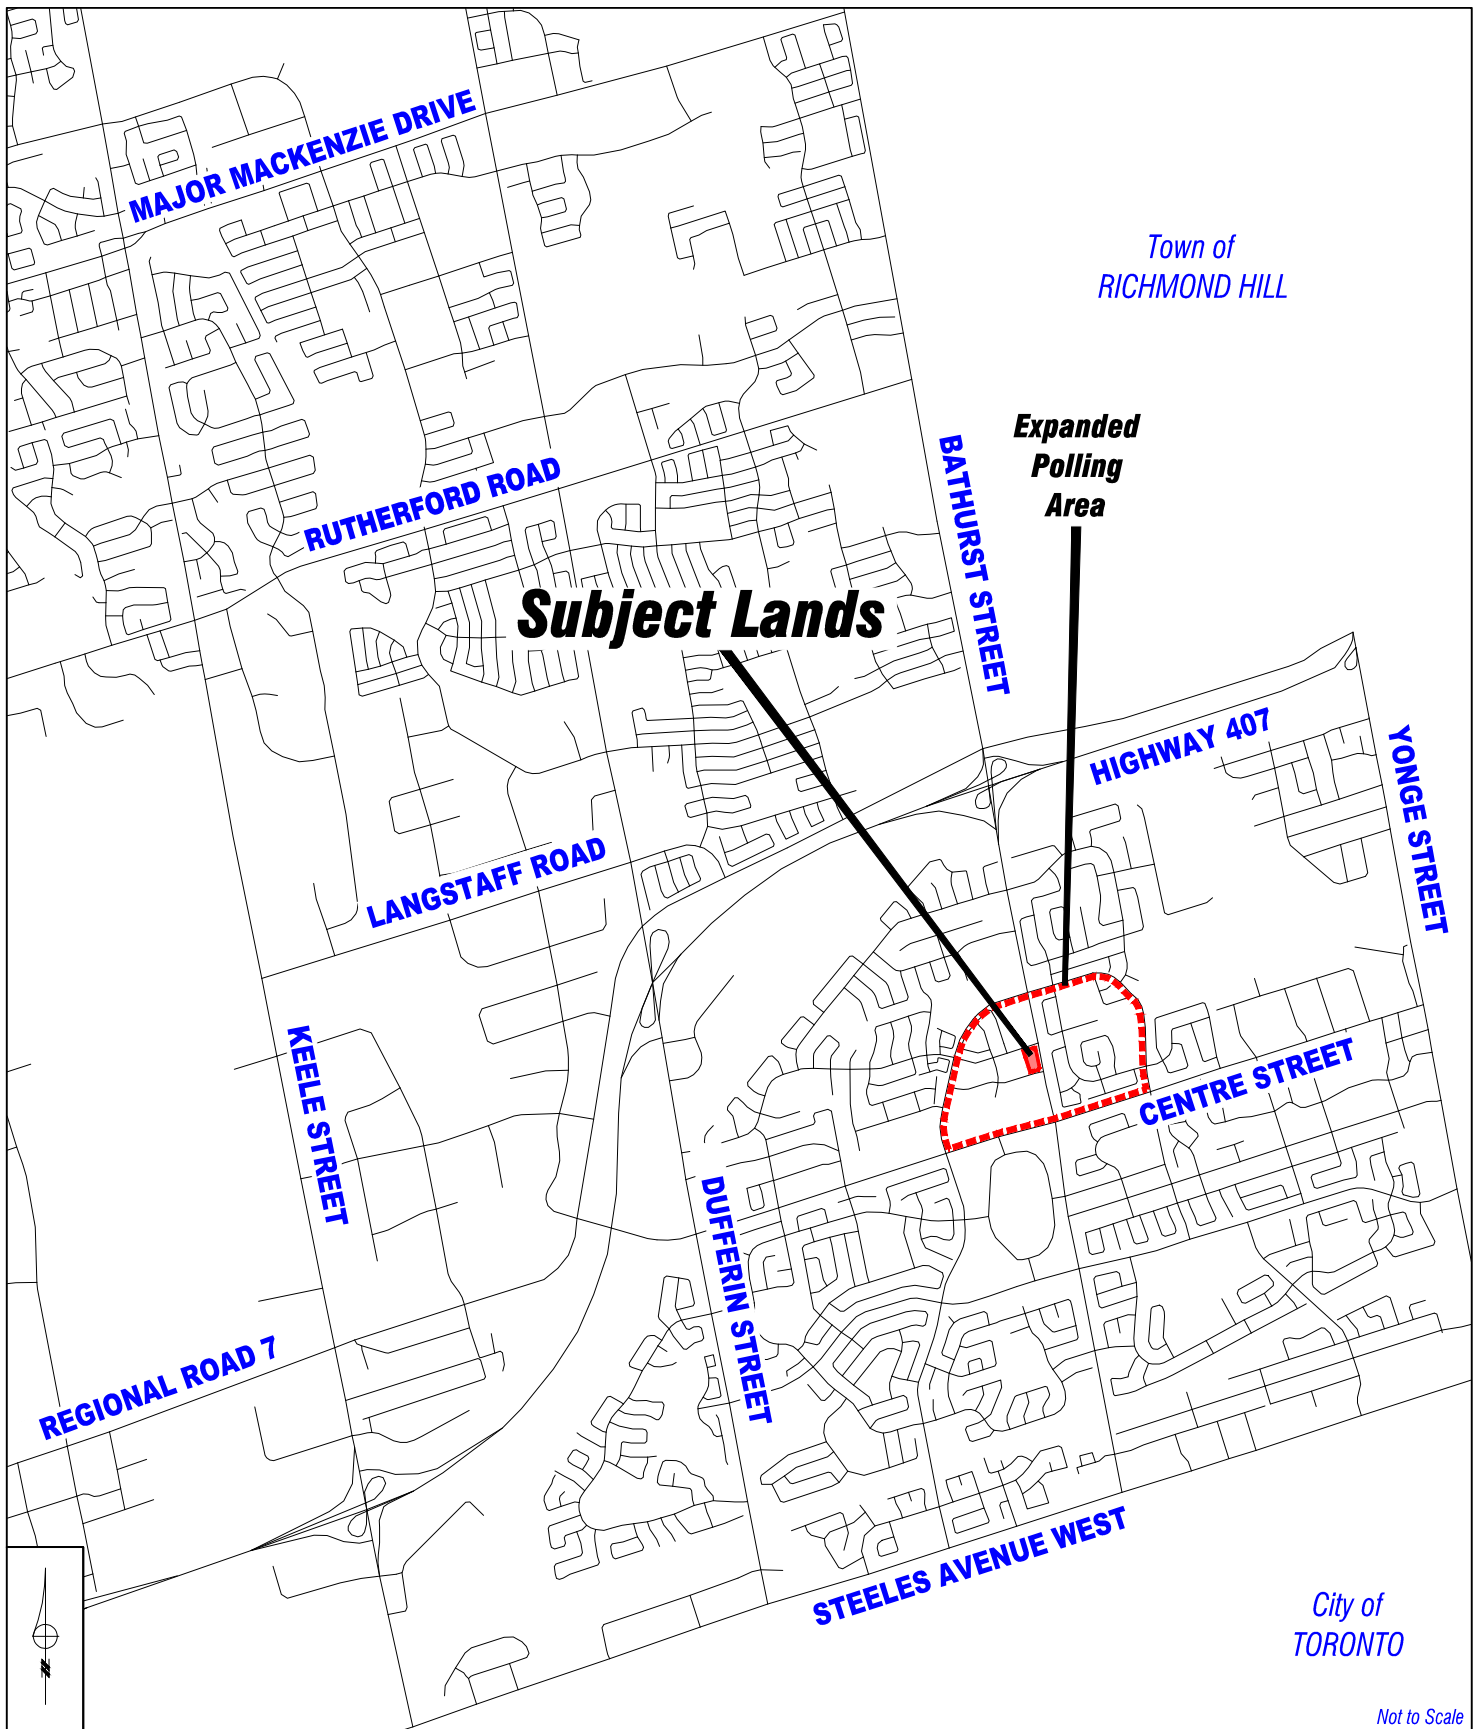 MAJOR MACKENZIE DRIVE
Town of
RICHMOND HILL
Expanded
Polling
Area
BATHURST STREET
RUTHERFORD ROAD
Subject Lands
HIGHWAY 407
YONGE STREET
LANGSTAFF ROAD
KEELE STREET
CENTRE STREET
DUFFERIN STREET
REGIONAL ROAD 7
STEELES AVENUE WEST
City of
TORONTO
N
Not to Scale